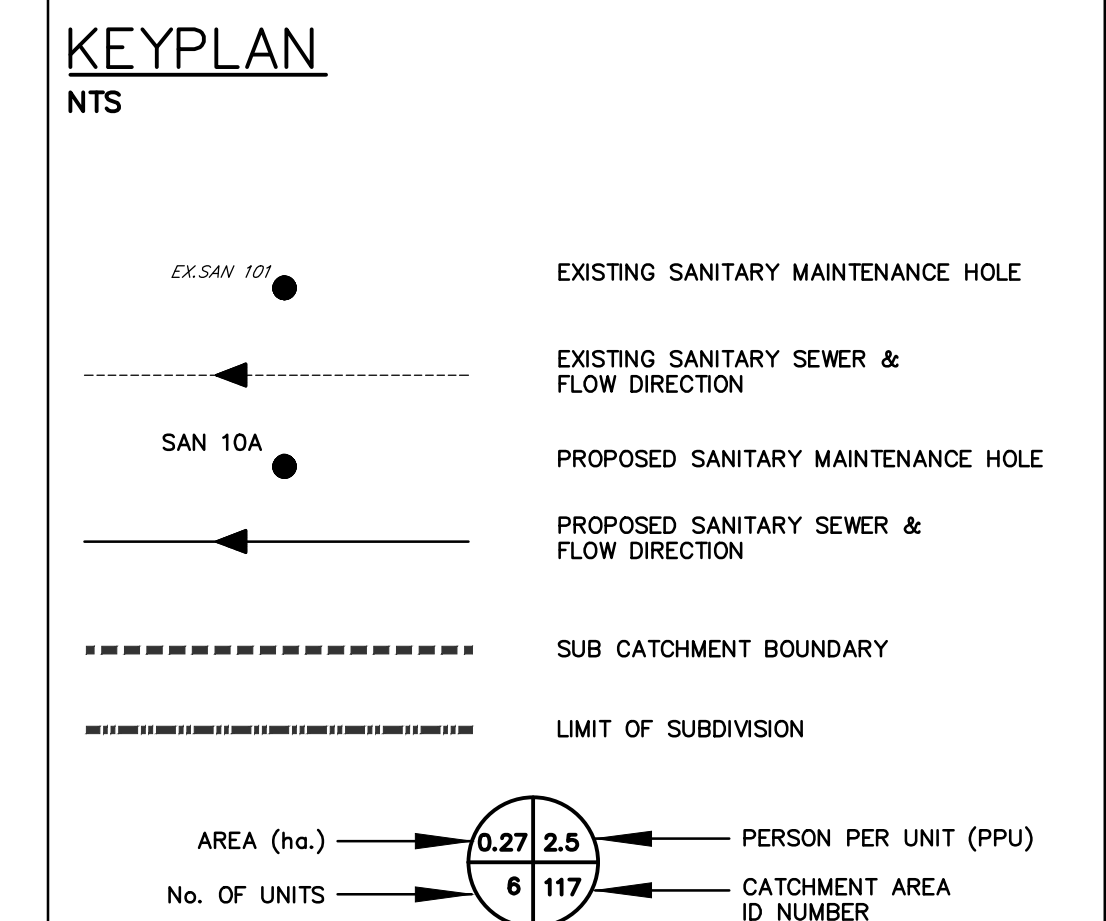 KEYPLAN
NTS
EX.SAN 101
EXISTING SANITARY MAINTENANCE HOLE
EXISTING SANITARY SEWER &
FLOW DIRECTION
SAN 10A
PROPOSED SANITARY MAINTENANCE HOLE
PROPOSED SANITARY SEWER &
FLOW DIRECTION
SUB CATCHMENT BOUNDARY
LIMIT OF SUBDIVISION
AREA (ha.)
0.27
2.5
PERSON PER UNIT (PPU)
No. OF UNITS
6
117
CATCHMENT AREA
ID NUMBER